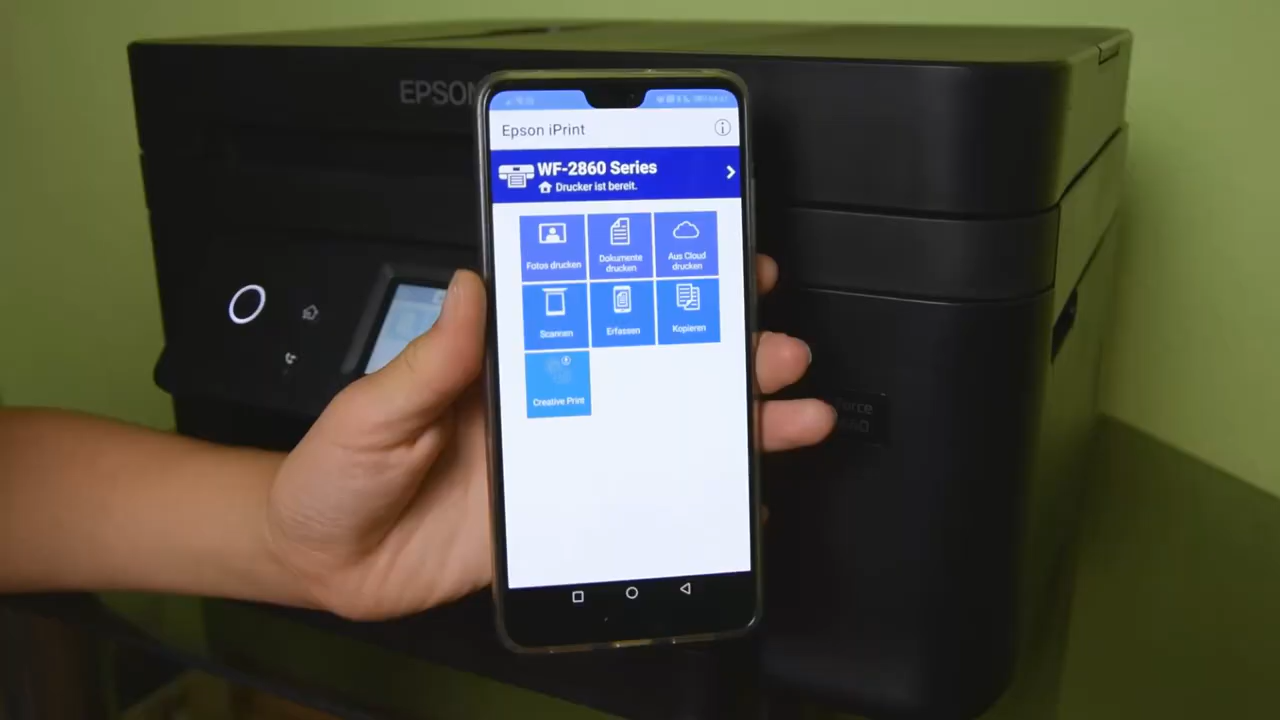 EPSON
Epson iPrint
WF-2860 Series
Drucker ist bereit.
Fotos drucken
Dokumente
drucken
Aus Cloud
drucken
Scannen
Erfassen
Kopieren
Creative Print